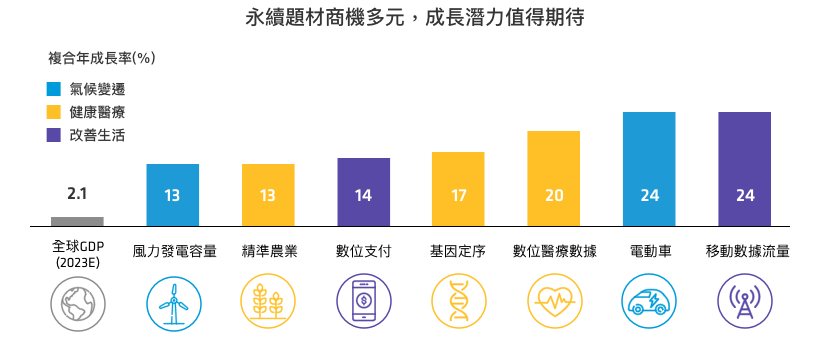 永續題材商機多元，成長潛力值得期待
複合年成長率(%)
氣候變遷
健康醫療
改善生活
2.1
13
13
14
17
20
24
24
全球GDP
(2023E)
風力發電容量
精準農業
數位支付
基因定序
數位醫療數據
電動車
移動數據流量
$